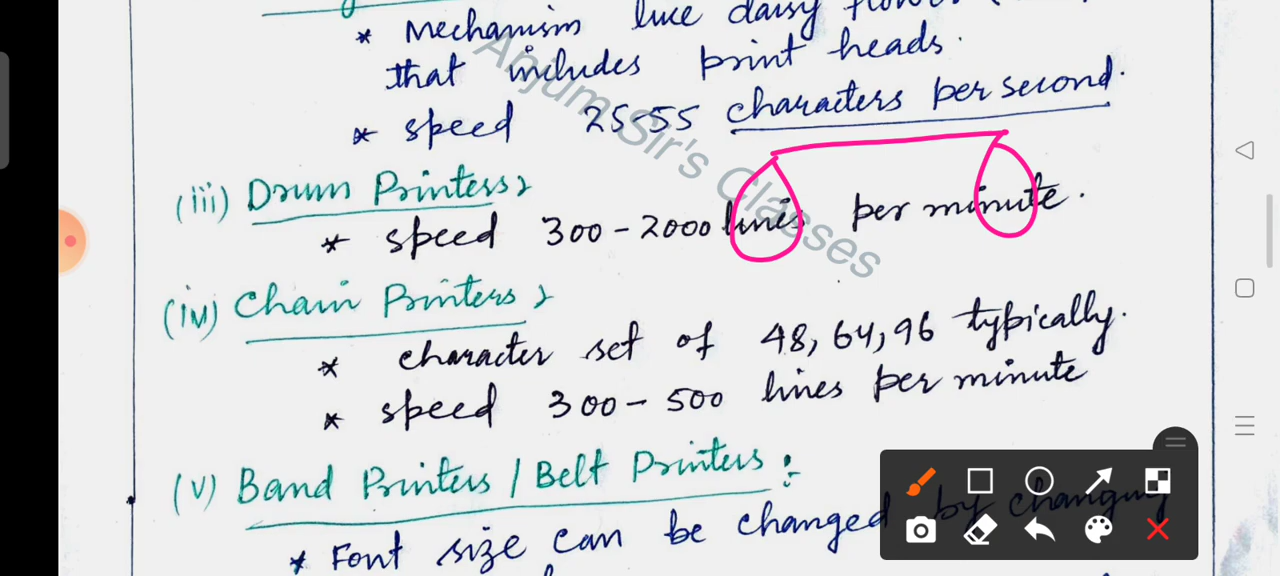 * Mechanism like daisy flower
that includes print heads.
* speed 25-55 characters per second.
(iii) Drum Printers
* speed 300-2000 lines per minute.
(iv) Chain Printers
* character set of 48, 64, 96 typically.
* speed 300-500 lines per minute
(v) Band Printers / Belt Printers :-
* Font size can be changed by changing
Anjum Sir's Classes